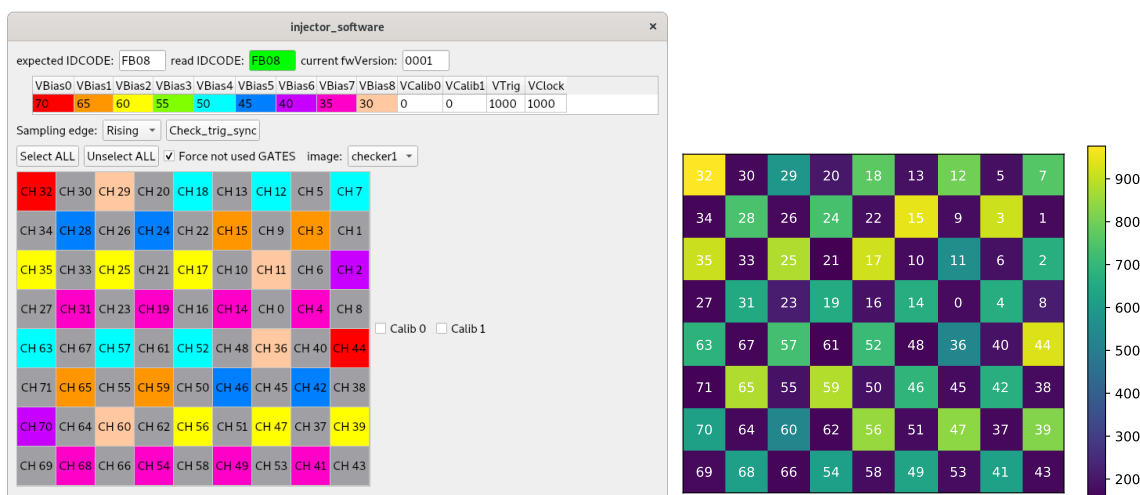 injector_software ×
expected IDCODE: FB08 read IDCODE: FB08 current fwVersion: 0001
VBias0 VBias1 VBias2 VBias3 VBias4 VBias5 VBias6 VBias7 VBias8 VCalib0 VCalib1 VTrig VClock
70 65 60 55 50 45 40 35 30 0 0 1000 1000
Sampling edge: Rising Check_trig_sync
Select ALL Unselect ALL Force not used GATES image: checker1
CH 32 CH 30 CH 29 CH 20 CH 18 CH 13 CH 12 CH 5 CH 7
CH 34 CH 28 CH 26 CH 24 CH 22 CH 15 CH 9 CH 3 CH 1
CH 35 CH 33 CH 25 CH 21 CH 17 CH 10 CH 11 CH 6 CH 2
CH 27 CH 31 CH 23 CH 19 CH 16 CH 14 CH 0 CH 4 CH 8
Calib 0 Calib 1
CH 63 CH 67 CH 57 CH 61 CH 52 CH 48 CH 36 CH 40 CH 44
CH 71 CH 65 CH 55 CH 59 CH 50 CH 46 CH 45 CH 42 CH 38
CH 70 CH 64 CH 60 CH 62 CH 56 CH 51 CH 47 CH 37 CH 39
CH 69 CH 68 CH 66 CH 54 CH 58 CH 49 CH 53 CH 41 CH 43
32 30 29 20 18 13 12 5 7
34 28 26 24 22 15 9 3 1
35 33 25 21 17 10 11 6 2
27 31 23 19 16 14 0 4 8
63 67 57 61 52 48 36 40 44
71 65 55 59 50 46 45 42 38
70 64 60 62 56 51 47 37 39
69 68 66 54 58 49 53 41 43
900
800
700
600
500
400
300
200